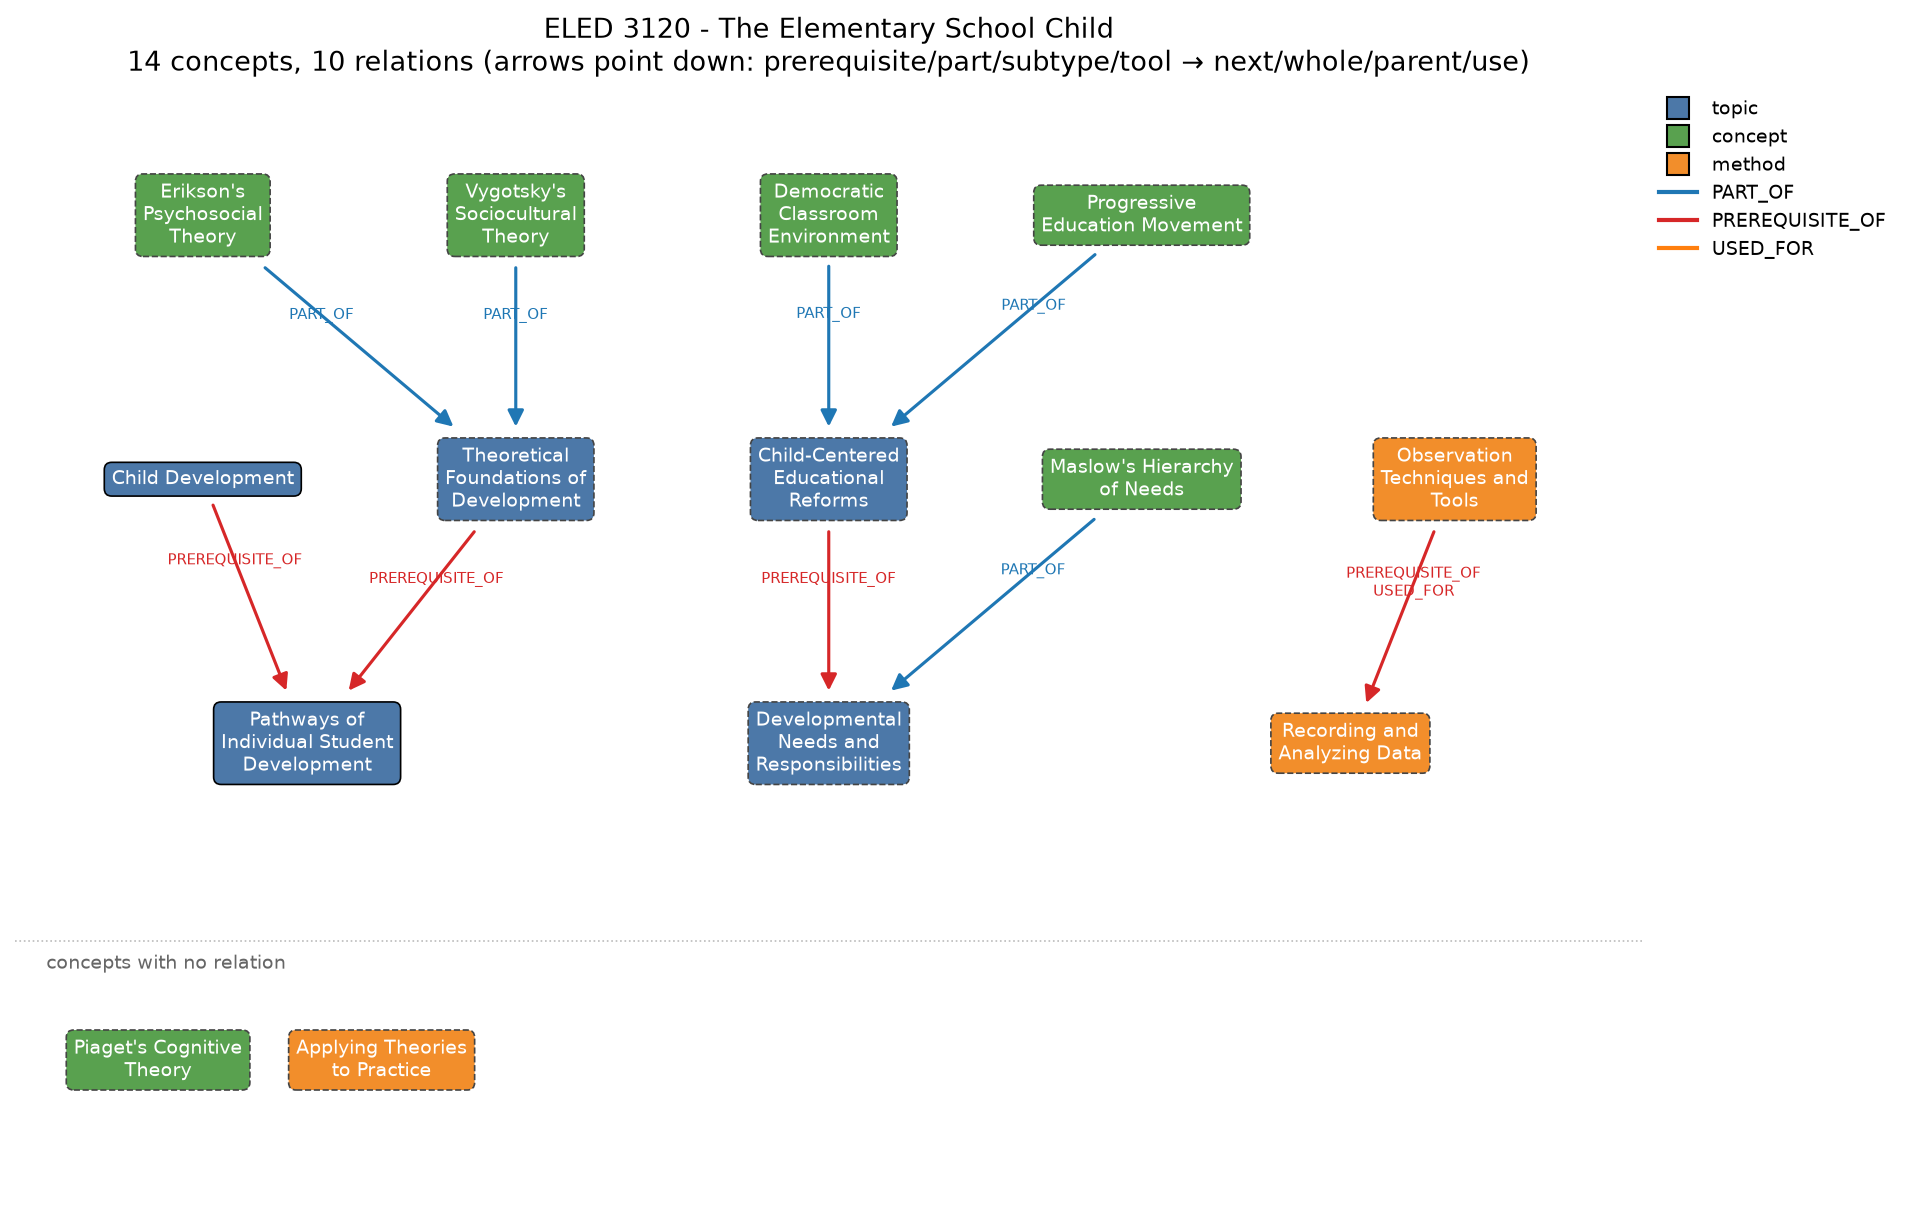 ELED 3120 - The Elementary School Child
14 concepts, 10 relations (arrows point down: prerequisite/part/subtype/tool → next/whole/parent/use)
topic
concept
method
PART_OF
PREREQUISITE_OF
USED_FOR
Erikson's
Psychosocial
Theory
Vygotsky's
Sociocultural
Theory
Democratic
Classroom
Environment
Progressive
Education Movement
PART_OF
PART_OF
PART_OF
PART_OF
Child Development
Theoretical
Foundations of
Development
Child-Centered
Educational
Reforms
Maslow's Hierarchy
of Needs
Observation
Techniques and
Tools
PREREQUISITE_OF
PREREQUISITE_OF
PREREQUISITE_OF
PART_OF
PREREQUISITE_OF
USED_FOR
Pathways of
Individual Student
Development
Developmental
Needs and
Responsibilities
Recording and
Analyzing Data
concepts with no relation
Piaget's Cognitive
Theory
Applying Theories
to Practice